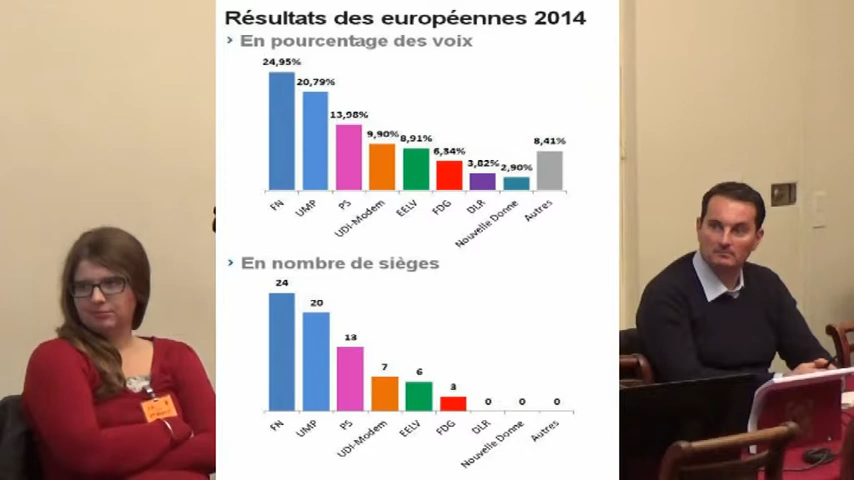 Résultats des européennes 2014
En pourcentage des voix
24,95%
20,79%
13,98%
9,90%
8,91%
6,34%
3,82%
2,90%
8,41%
FN
UMP
PS
UDI-Modem
EELV
FDG
DLR
Nouvelle Donne
Autres
En nombre de sièges
24
20
13
7
6
3
0
0
0
FN
UMP
PS
UDI-Modem
EELV
FDG
DLR
Nouvelle Donne
Autres